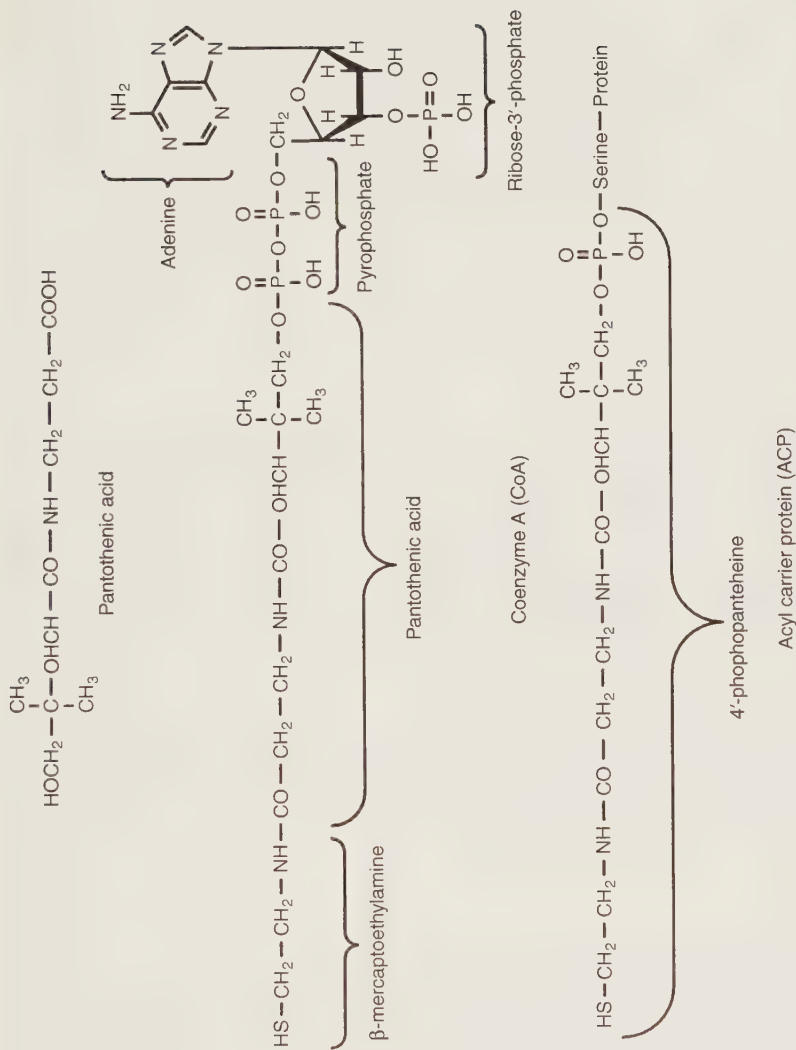 CH₃
HOCH₂—C—OHCH—CO—NH—CH₂—CH₂—COOH
CH₃
Pantothenic acid
NH₂
N
N
N
N
Adenine
CH₃
O
O
HS—CH₂—CH₂—NH—CO—CH₂—CH₂—NH—CO—OHCH—C—CH₂—O—P—O—P—O—CH₂
CH₃
OH
OH
O
H
H
H
H
O
OH
HO—P=O
OH
β-mercaptoethylamine
Pantothenic acid
Pyrophosphate
Ribose-3′-phosphate
Coenzyme A (CoA)
CH₃
O
HS—CH₂—CH₂—NH—CO—CH₂—CH₂—NH—CO—OHCH—C—CH₂—O—P—O—Serine—Protein
CH₃
OH
4′-phophopanteheine
Acyl carrier protein (ACP)